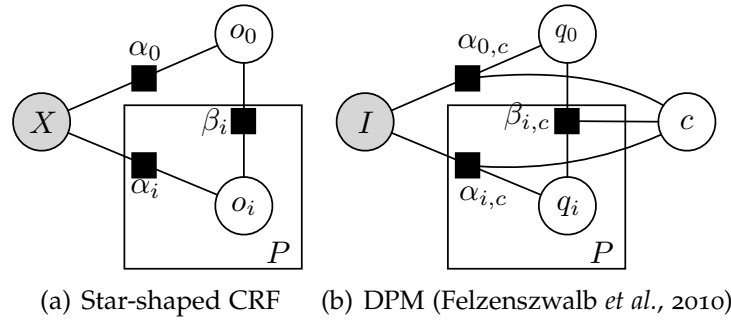 α₀ o₀
X βᵢ
αᵢ oᵢ
P
α₀,c q₀
I βᵢ,c c
αᵢ,c qᵢ
P
(a) Star-shaped CRF (b) DPM (Felzenszwalb et al., 2010)